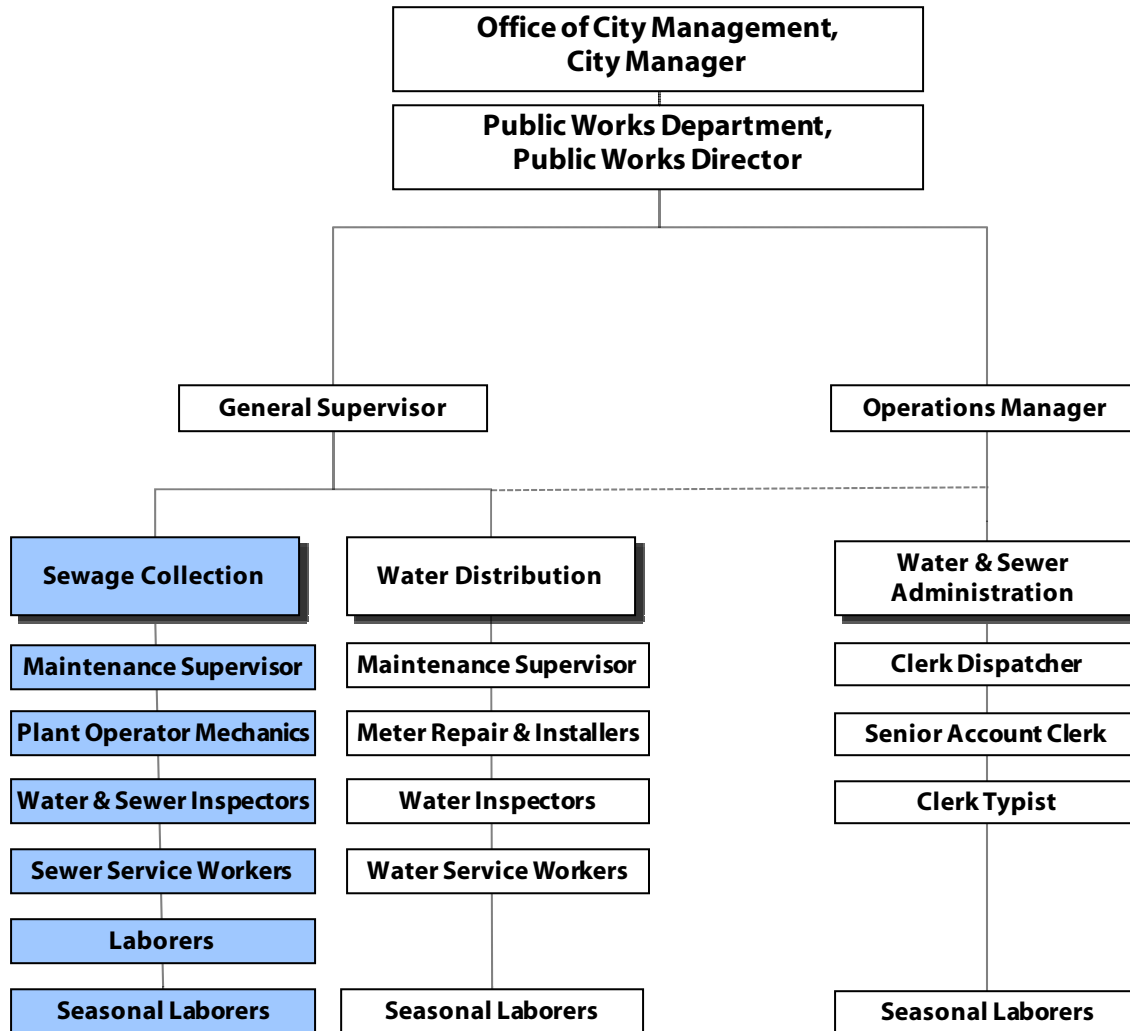 Office of City Management,
City Manager
Public Works Department,
Public Works Director
General Supervisor
Operations Manager
Sewage Collection
Water Distribution
Water & Sewer
Administration
Maintenance Supervisor
Maintenance Supervisor
Clerk Dispatcher
Plant Operator Mechanics
Meter Repair & Installers
Senior Account Clerk
Water & Sewer Inspectors
Water Inspectors
Clerk Typist
Sewer Service Workers
Water Service Workers
Laborers
Seasonal Laborers
Seasonal Laborers
Seasonal Laborers